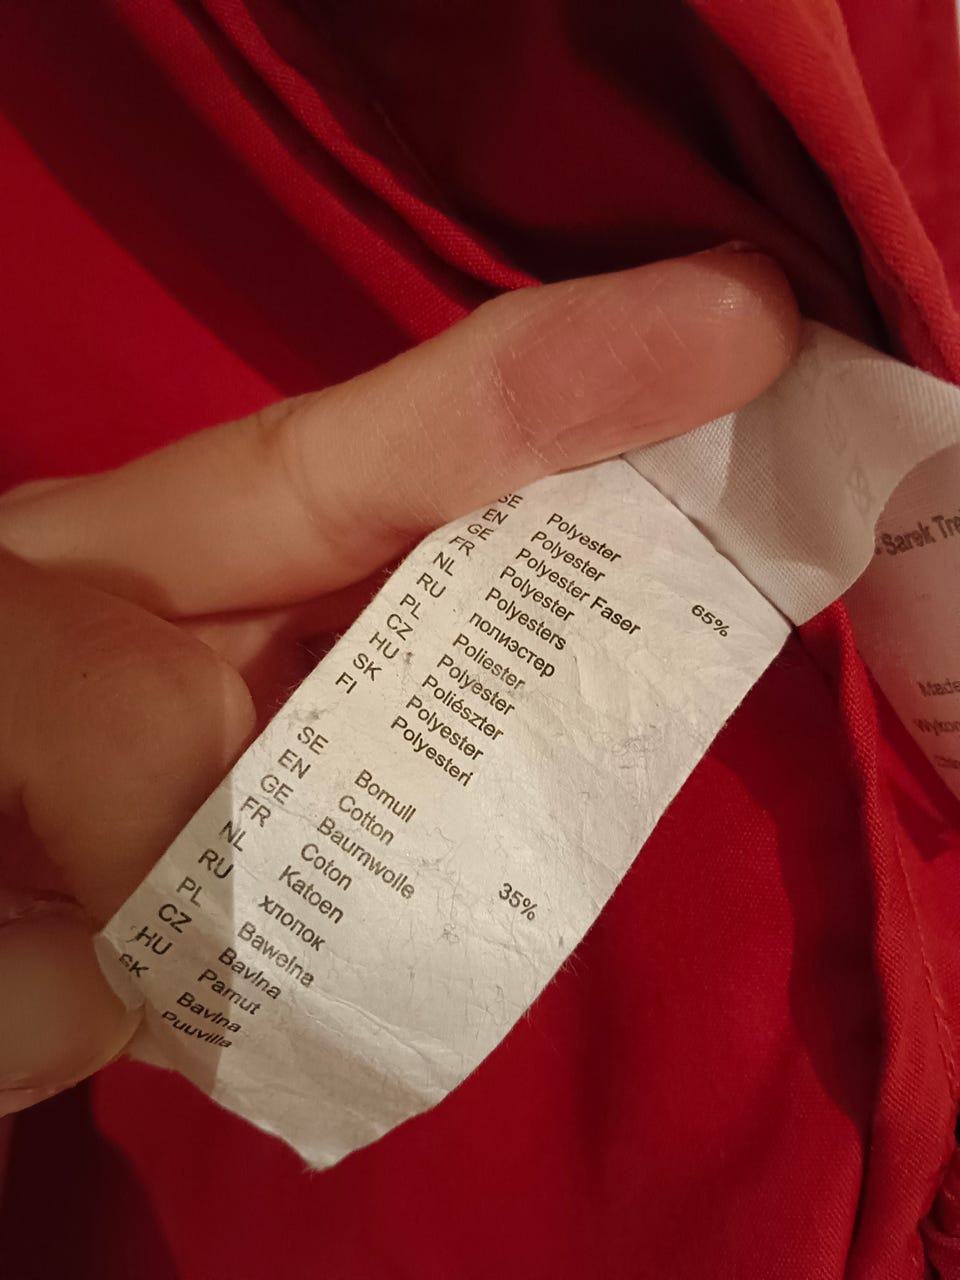 SE Polyester 65%
EN Polyester
GE Polyester Faser
FR Polyester
NL Polyesters
RU полиэстер
PL Poliester
CZ Polyester
HU Poliészter
SK Polyester
FI Polyesteri
SE Bomull 35%
EN Cotton
GE Baumwolle
FR Coton
NL Katoen
RU хлопок
PL Bawełna
CZ Bavlna
HU Pamut
SK Bavlna
Puuvilla
Sarek